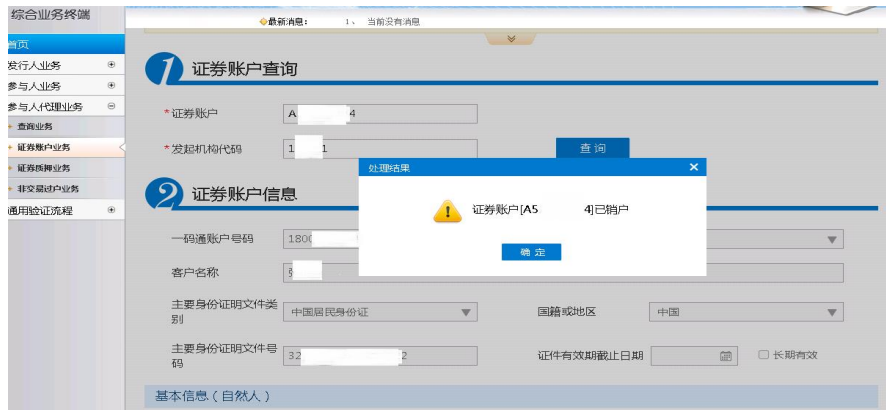 综合业务终端
最新消息： 1、 当前没有消息
首页
发行人业务
参与人业务
参与人代理业务
查询业务
证券账户业务
证券质押业务
非交易过户业务
通用验证流程
1 证券账户查询
*证券账户 A 4
*发起机构代码 1 1 查询
处理结果
证券账户[A5 4]已销户
确定
2 证券账户信息
一码通账户号码 1800
客户名称
主要身份证明文件类别 中国居民身份证 国籍或地区 中国
主要身份证明文件号码 32 2 证件有效期截止日期 长期有效
基本信息（自然人）